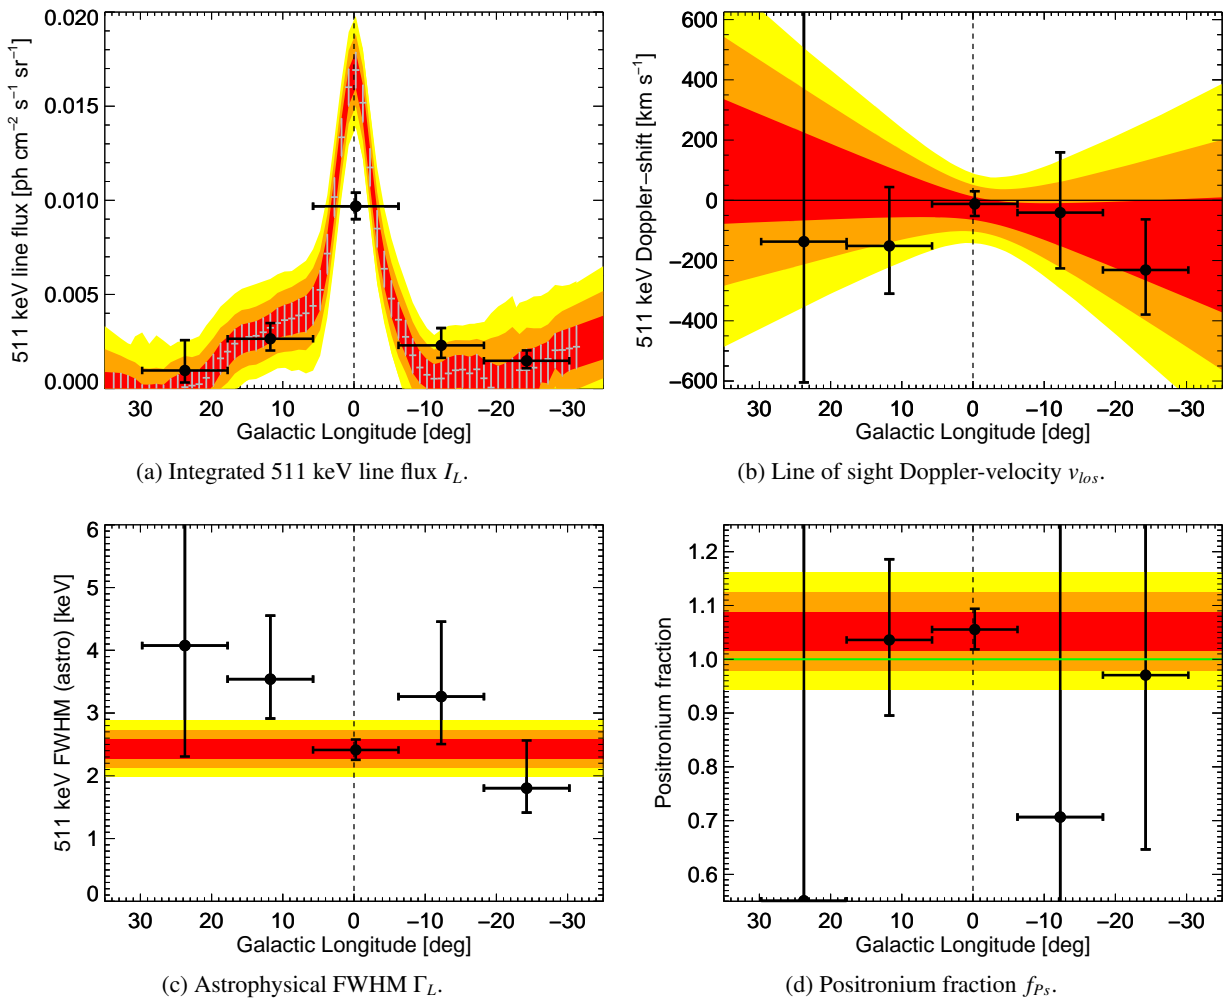 0.020
0.015
0.010
0.005
0.000
511 keV line flux [ph cm⁻² s⁻¹ sr⁻¹]
30 20 10 0 −10 −20 −30
Galactic Longitude [deg]
(a) Integrated 511 keV line flux I_L.
600
400
200
0
−200
−400
−600
511 keV Doppler−shift [km s⁻¹]
30 20 10 0 −10 −20 −30
Galactic Longitude [deg]
(b) Line of sight Doppler-velocity v_los.
6
5
4
3
2
1
0
511 keV FWHM (astro) [keV]
30 20 10 0 −10 −20 −30
Galactic Longitude [deg]
(c) Astrophysical FWHM Γ_L.
1.2
1.1
1.0
0.9
0.8
0.7
0.6
Positronium fraction
30 20 10 0 −10 −20 −30
Galactic Longitude [deg]
(d) Positronium fraction f_Ps.